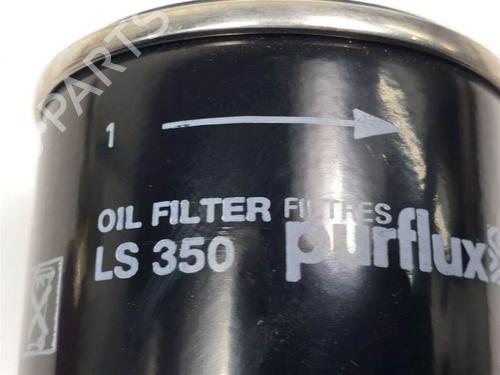 1
OIL FILTER FILTRES
LS 350 purflux
PARTS